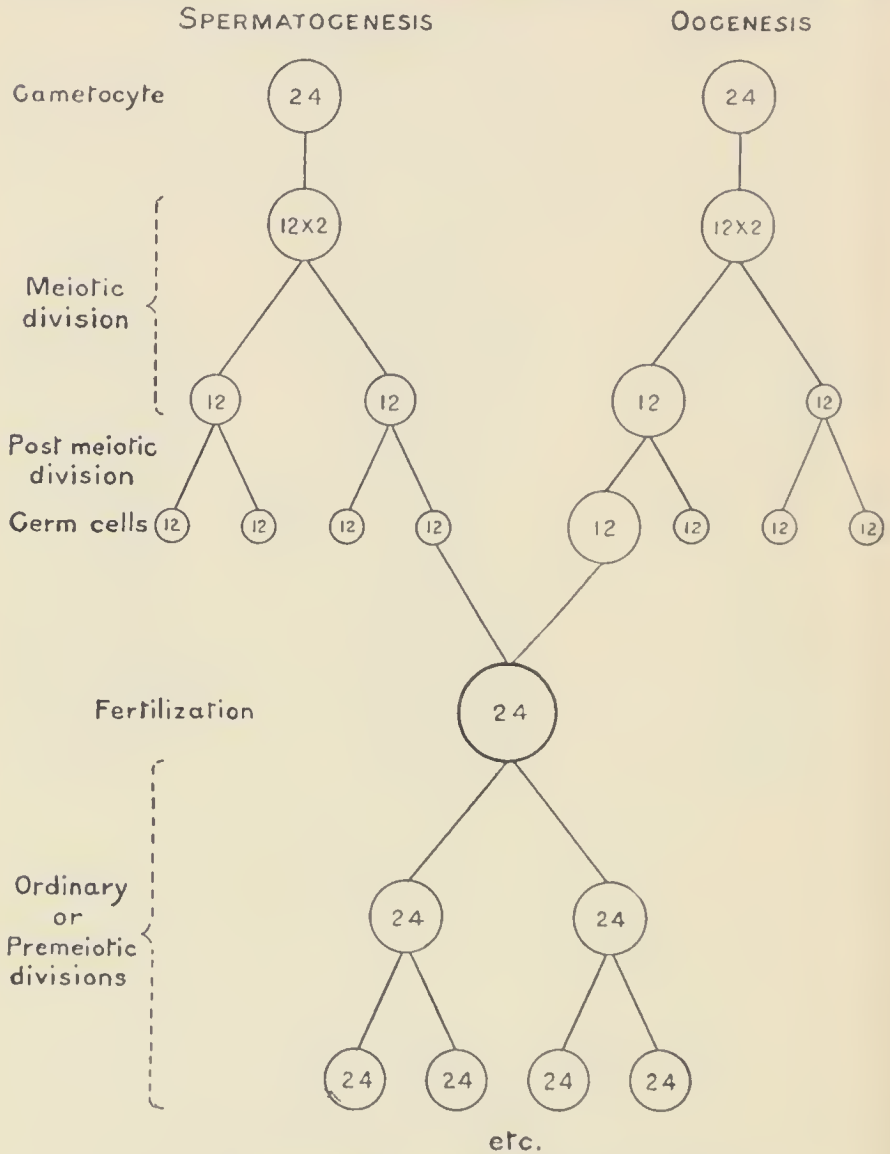 SPERMATOGENESIS OOGENESIS
Gametocyte 24 24
12X2 12X2
Meiotic
division
12 12 12 12
Post meiotic
division
Germ cells 12 12 12 12 12 12 12 12
Fertilization 24
Ordinary
or
Premeiotic
divisions
24 24
24 24 24 24
etc.